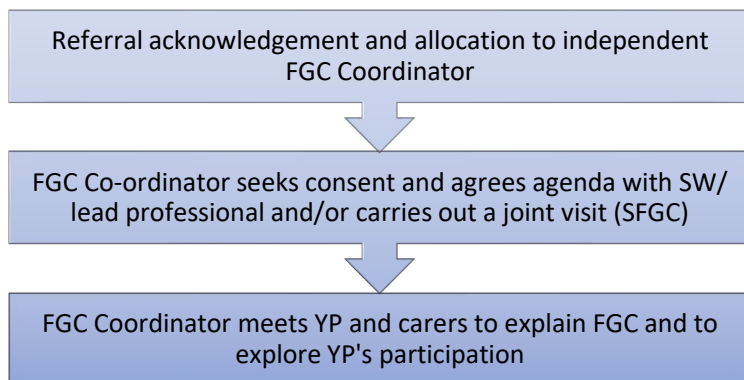 Referral acknowledgement and allocation to independent
FGC Coordinator
FGC Co-ordinator seeks consent and agrees agenda with SW/
lead professional and/or carries out a joint visit (SFGC)
FGC Coordinator meets YP and carers to explain FGC and to
explore YP's participation